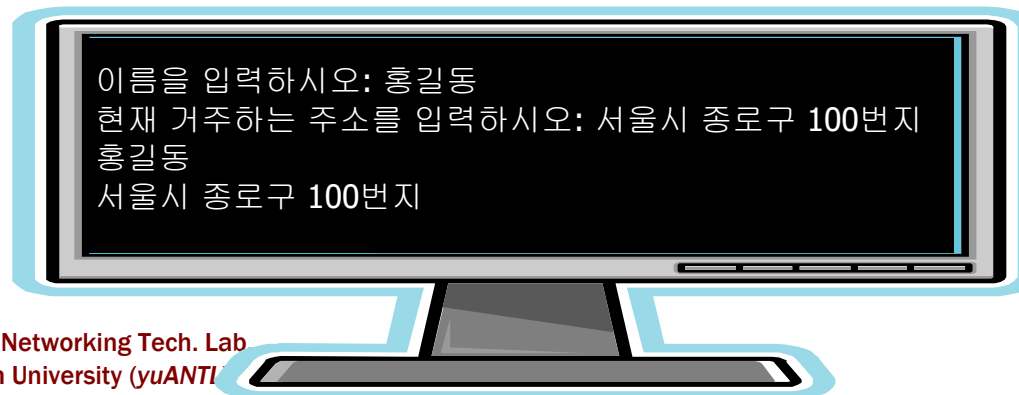 이름을 입력하시오: 홍길동
현재 거주하는 주소를 입력하시오: 서울시 종로구 100번지
홍길동
서울시 종로구 100번지
Networking Tech. Lab
University (yuANTL